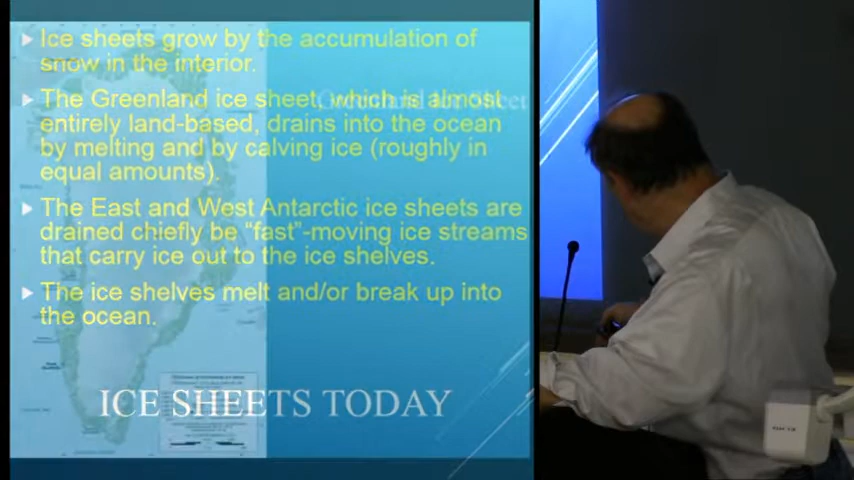 Ice sheets grow by the accumulation of
snow in the interior.
The Greenland ice sheet, which is almost
entirely land-based, drains into the ocean
by melting and by calving ice (roughly in
equal amounts).
The East and West Antarctic ice sheets are
drained chiefly be “fast”-moving ice streams
that carry ice out to the ice shelves.
The ice shelves melt and/or break up into
the ocean.
ICE SHEETS TODAY
Greenland Ice Sheet